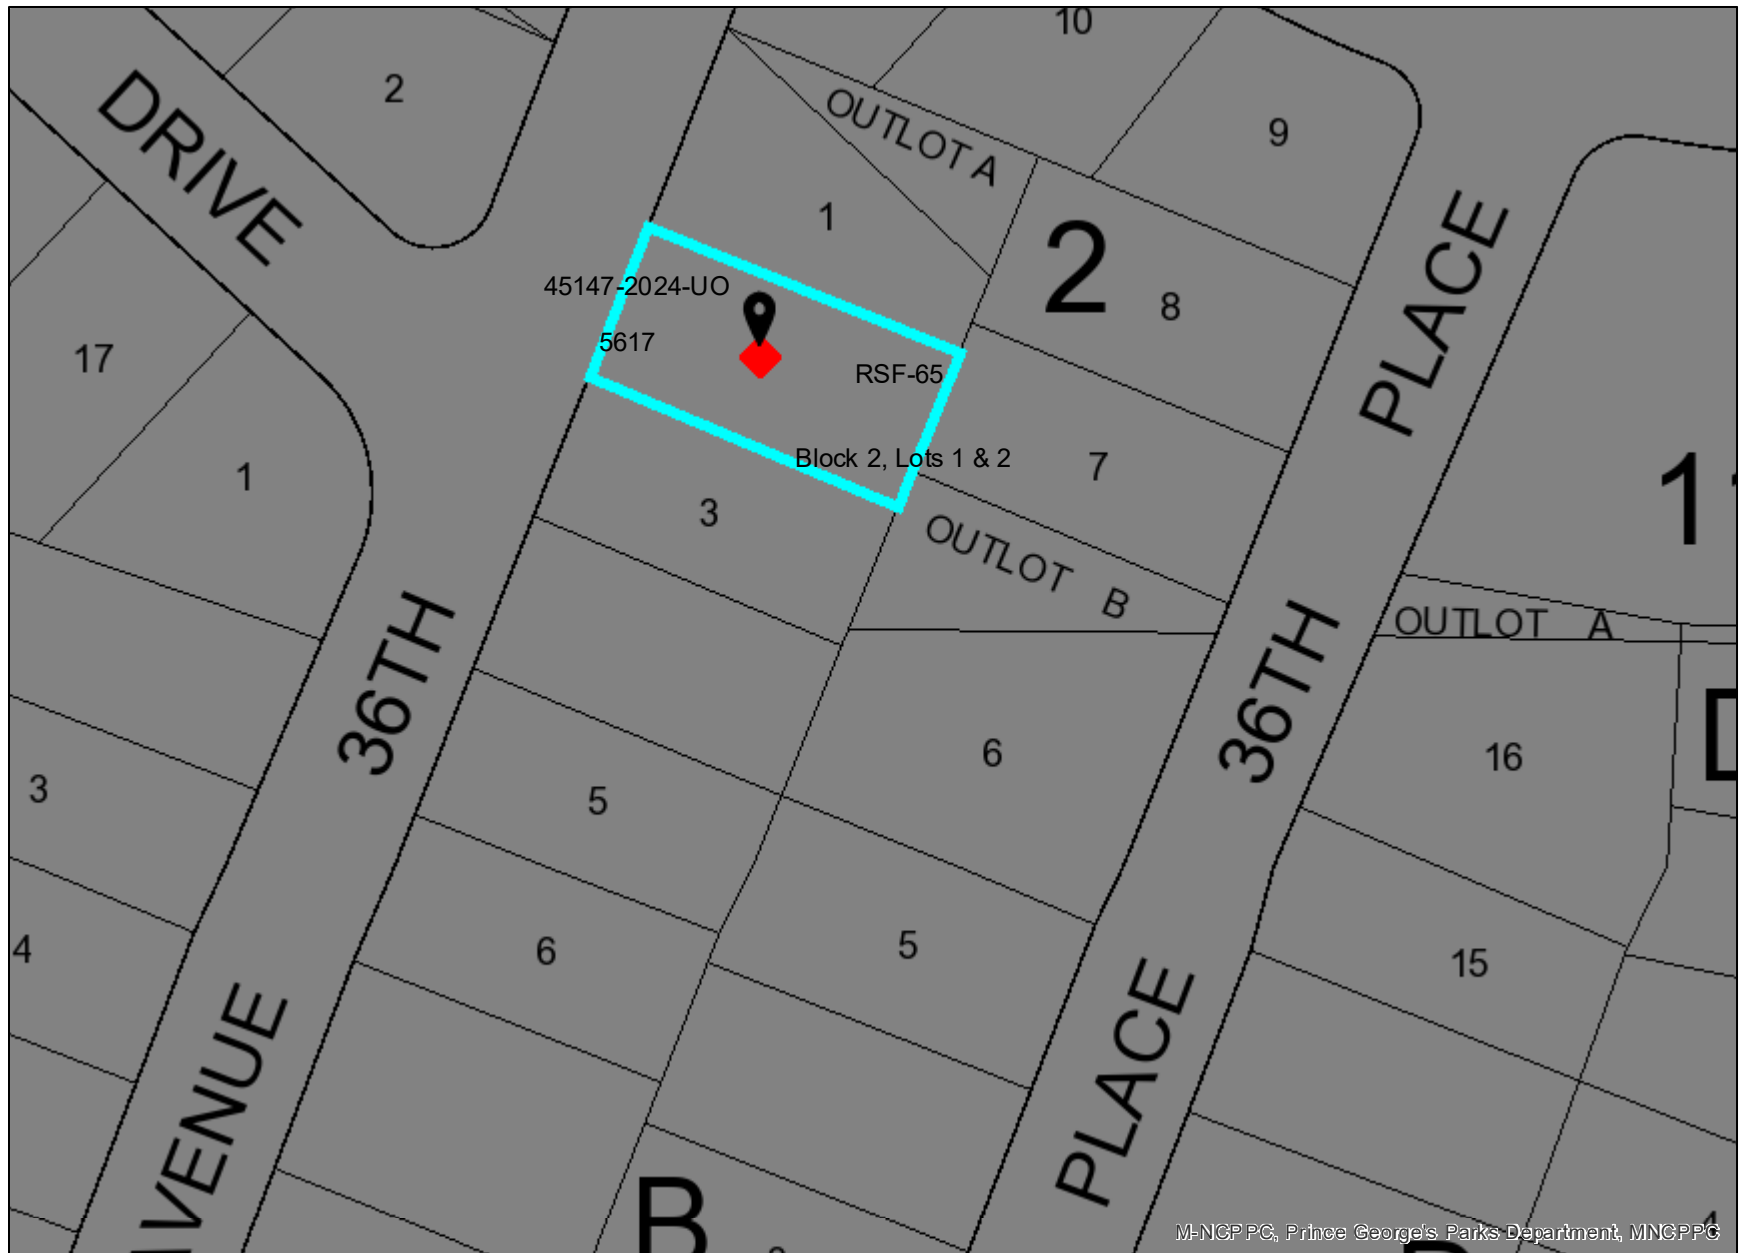 10
2
DRIVE
OUTLOT A
9
1
2
8
PLACE
45147-2024-UO
5617
RSF-65
17
Block 2, Lots 1 & 2
7
1
3
OUTLOT B
OUTLOT A
36TH
36TH
6
16
3
5
4
6
5
15
AVENUE
PLACE
B
M-NCPPC, Prince George's Parks Department, MNCPPC